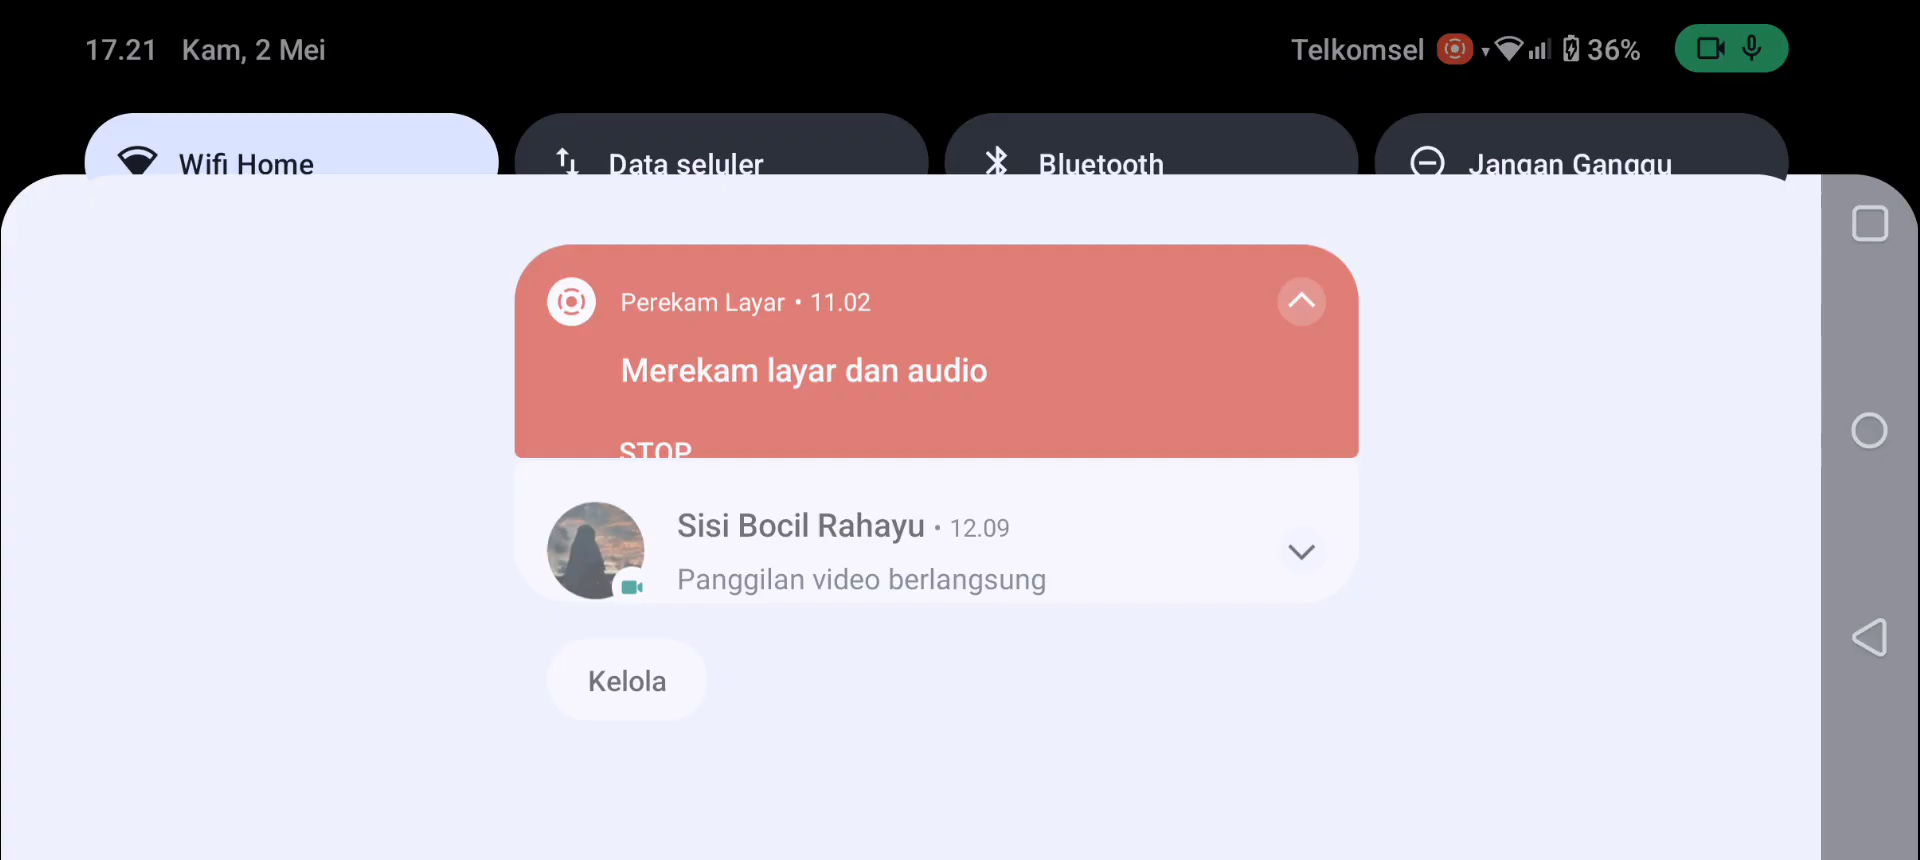 17.21 Kam, 2 Mei
Telkomsel 36%
Wifi Home
Data seluler
Bluetooth
Jangan Ganggu
Perekam Layar • 11.02
Merekam layar dan audio
STOP
Sisi Bocil Rahayu • 12.09
Panggilan video berlangsung
Kelola